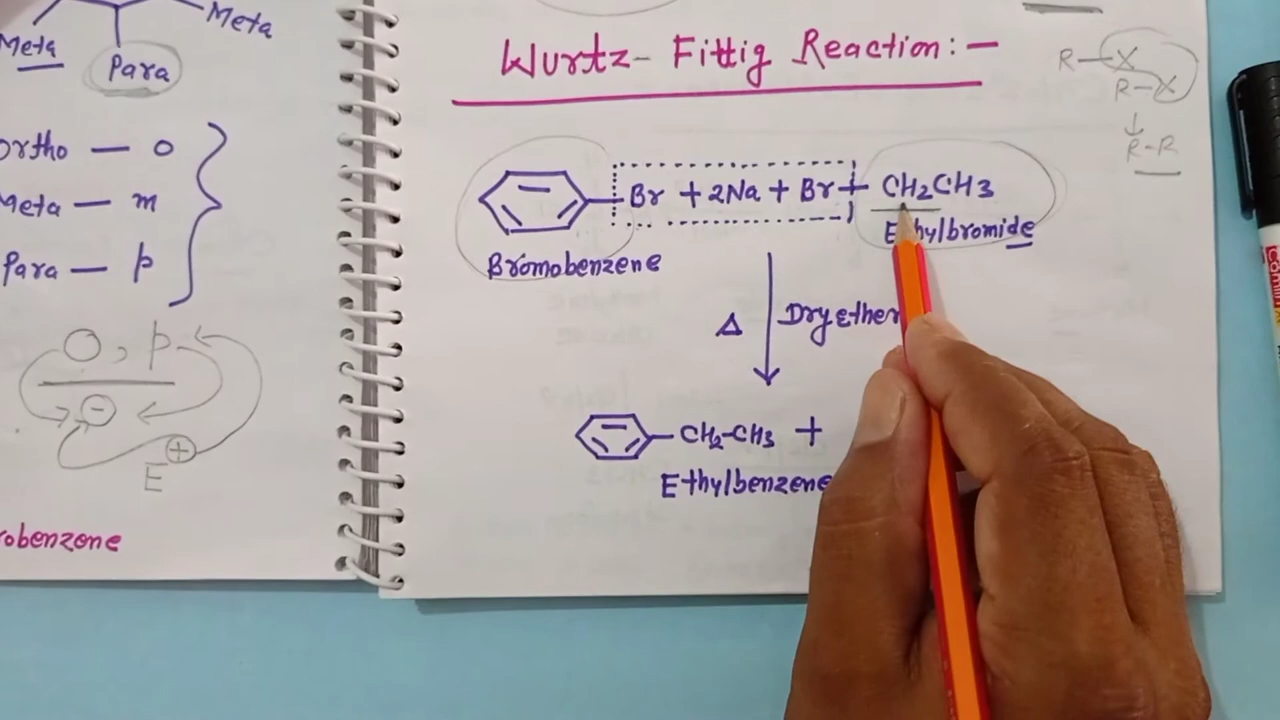 Meta
Meta
Para
Ortho — O
Meta — m
Para — p
O, p
-
E +
robenzene
Wurtz- Fittig Reaction:-
R-X
R-X
↓
R-R
Br + 2Na + Br + CH2CH3
Ethylbromide
Bromobenzene
Δ Dry Ether
CH2-CH3 +
Ethylbenzene